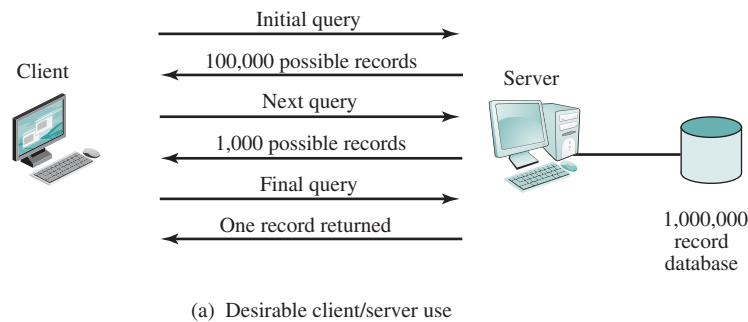 Initial query
100,000 possible records
Client
Server
Next query
1,000 possible records
Final query
One record returned
1,000,000
record
database
(a) Desirable client/server use